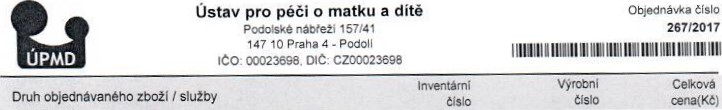 ÚPMD
Ústav pro péči o matku a dítě
Podolské nábřeží 157/41
147 10 Praha 4 - Podolí
IČO: 00023698, DIČ: CZ00023698
Objednávka číslo
267/2017
Druh objednávaného zboží / služby
Inventární číslo
Výrobní číslo
Celková cena(Kč)